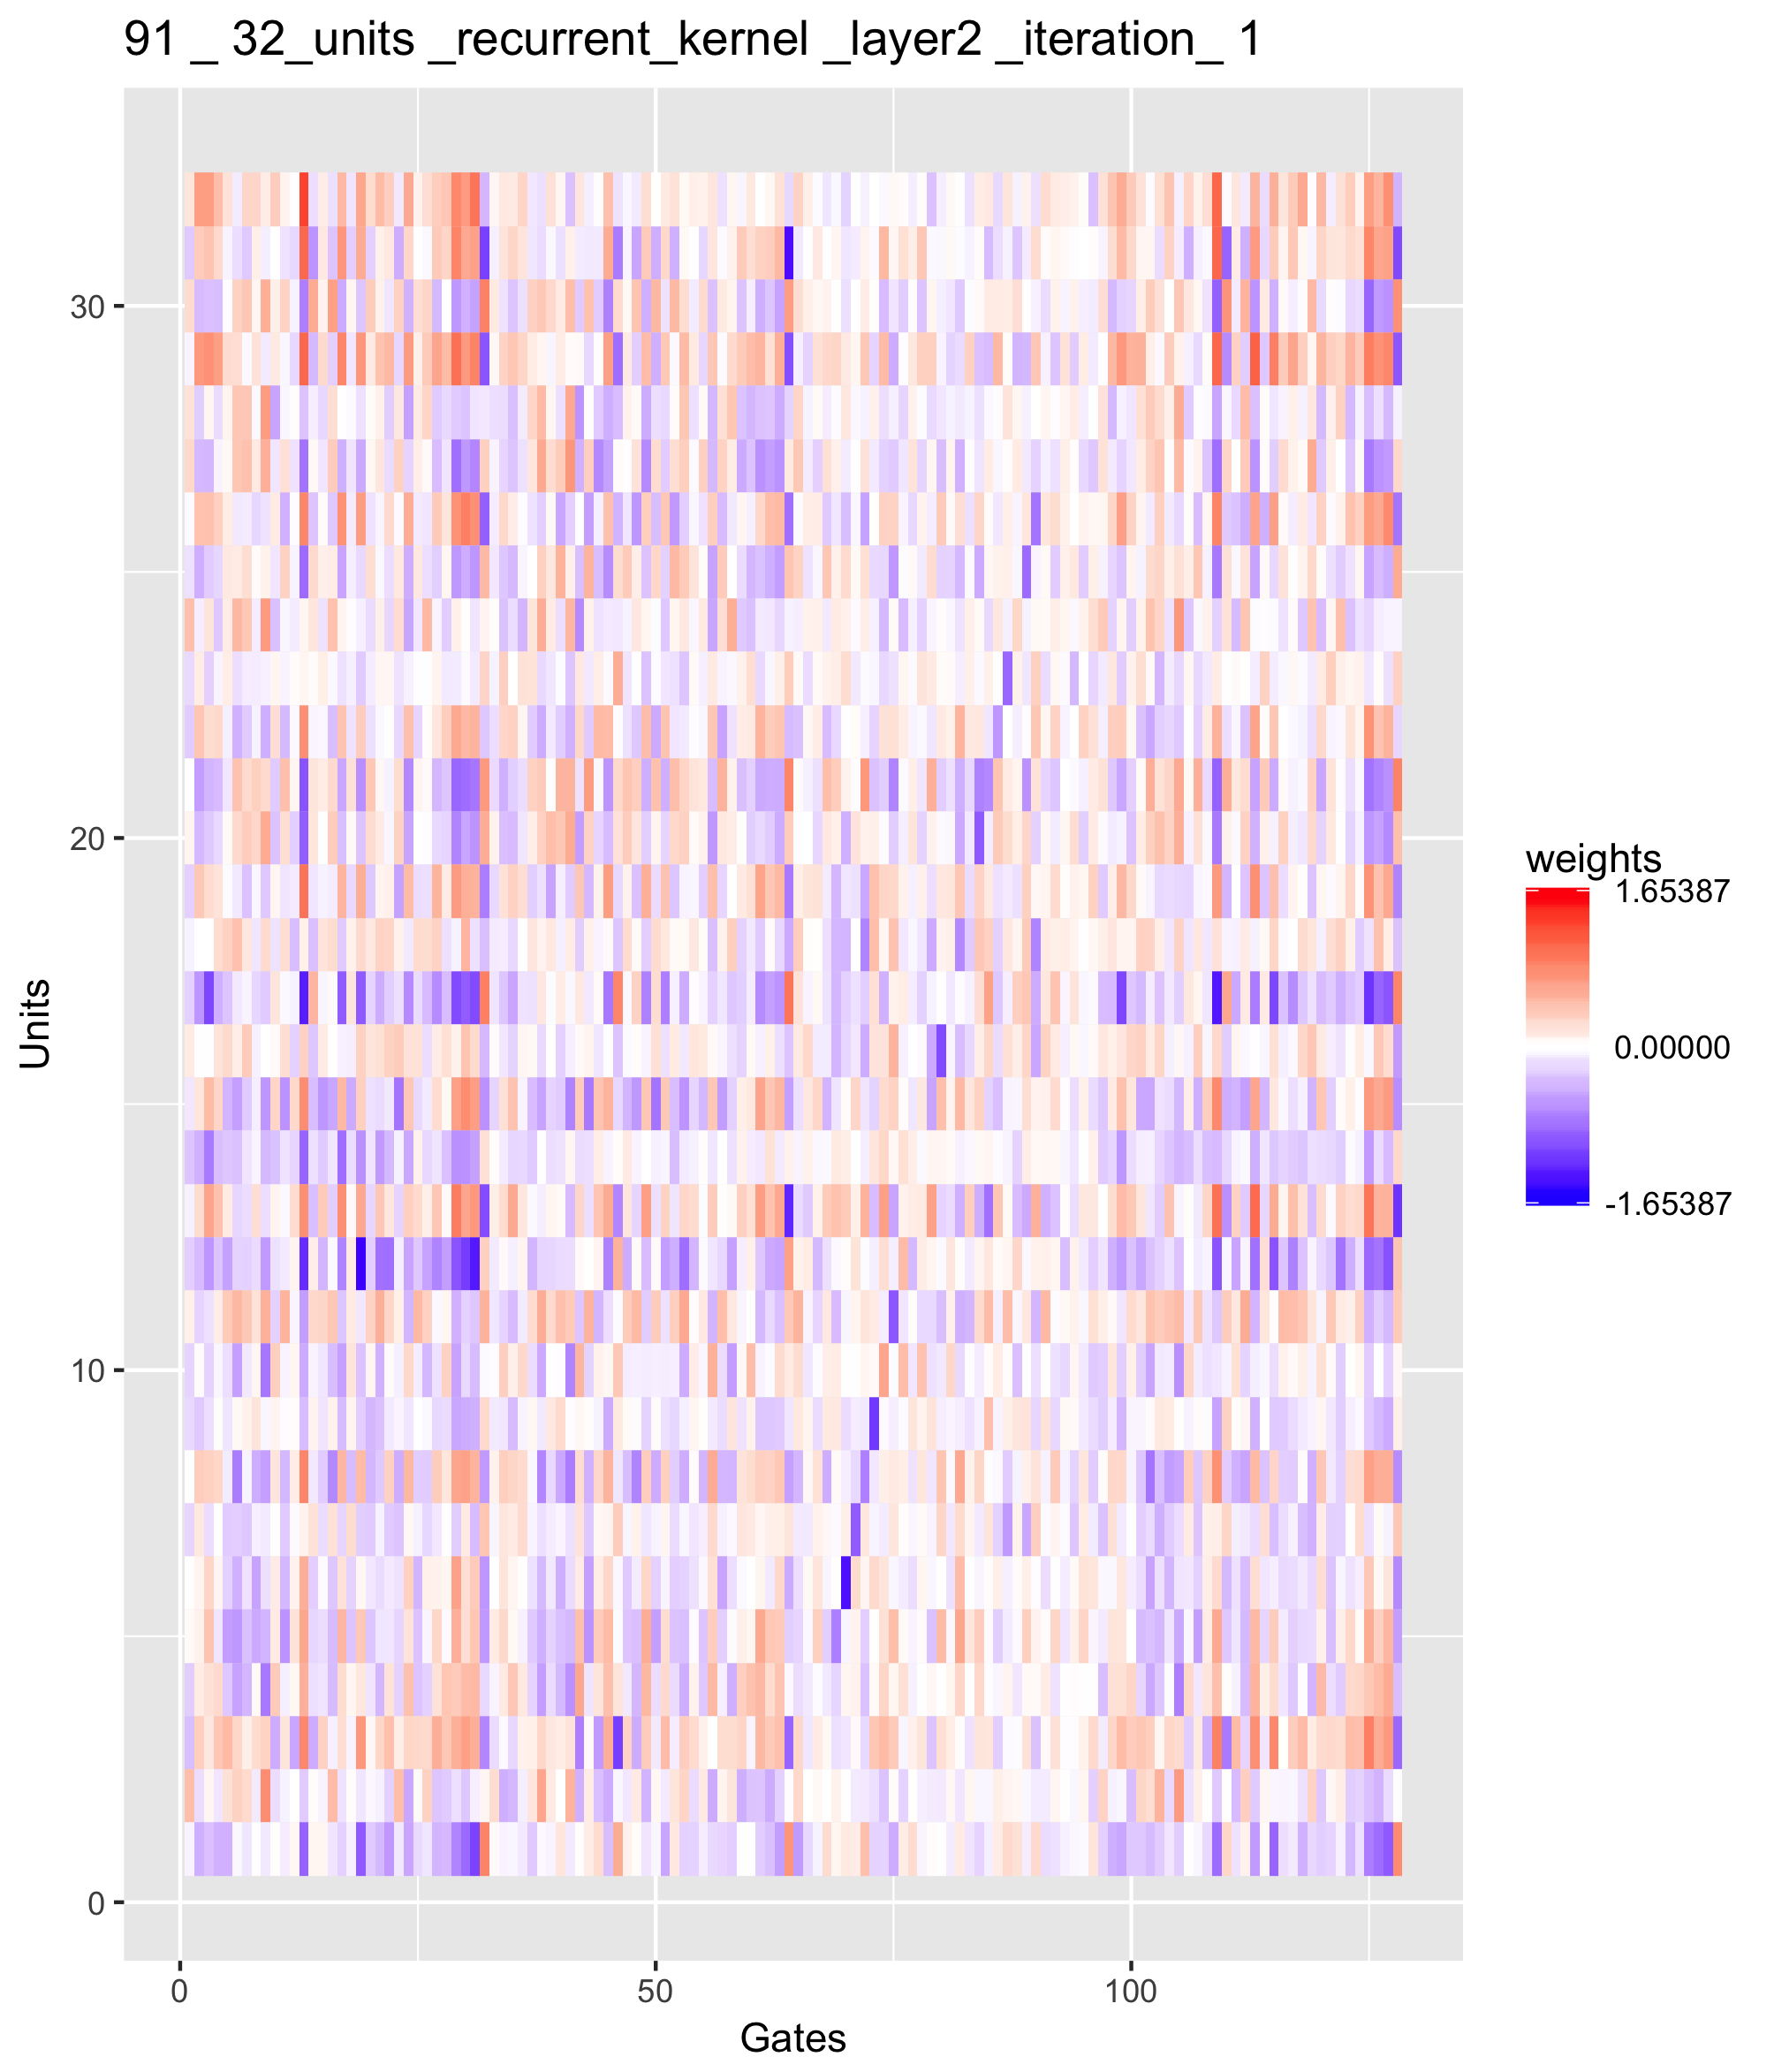 91 _ 32_units _recurrent_kernel _layer2 _iteration_ 1
30
20
10
0
Units
0 50 100
Gates
weights
1.65387
0.00000
-1.65387